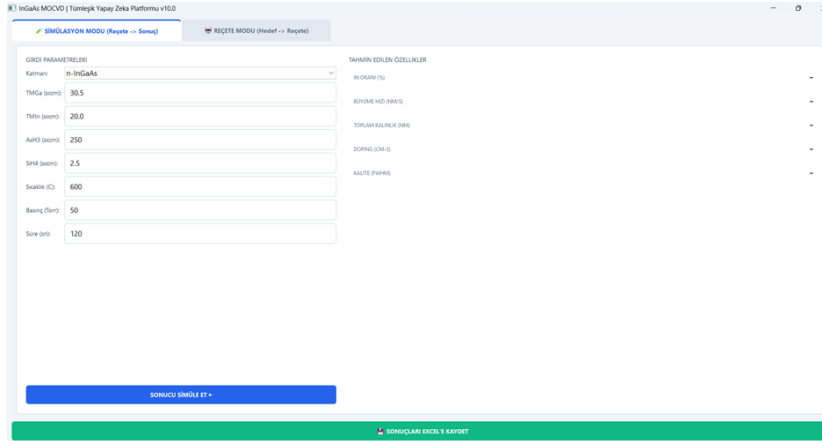 InGaAs MOCVD | Tümleşik Yapay Zeka Platformu v10.0
SİMÜLASYON MODU (Reçete -> Sonuç)
REÇETE MODU (Hedef -> Reçete)
GİRDİ PARAMETRELERİ
Katman: n-InGaAs
TMGa (sccm): 30.5
TMIn (sccm): 20.0
AsH3 (sccm): 250
SiH4 (sccm): 2.5
Sıcaklık (C): 600
Basınç (Torr): 50
Süre (sn): 120
SONUCU SİMÜLE ET ▸
TAHMİN EDİLEN ÖZELLİKLER
IN ORANI (%) -
BÜYÜME HIZI (NM/S) -
TOPLAM KALINLIK (NM) -
DOPING (CM-3) -
KALİTE (FWHM) -
SONUÇLARI EXCEL'E KAYDET